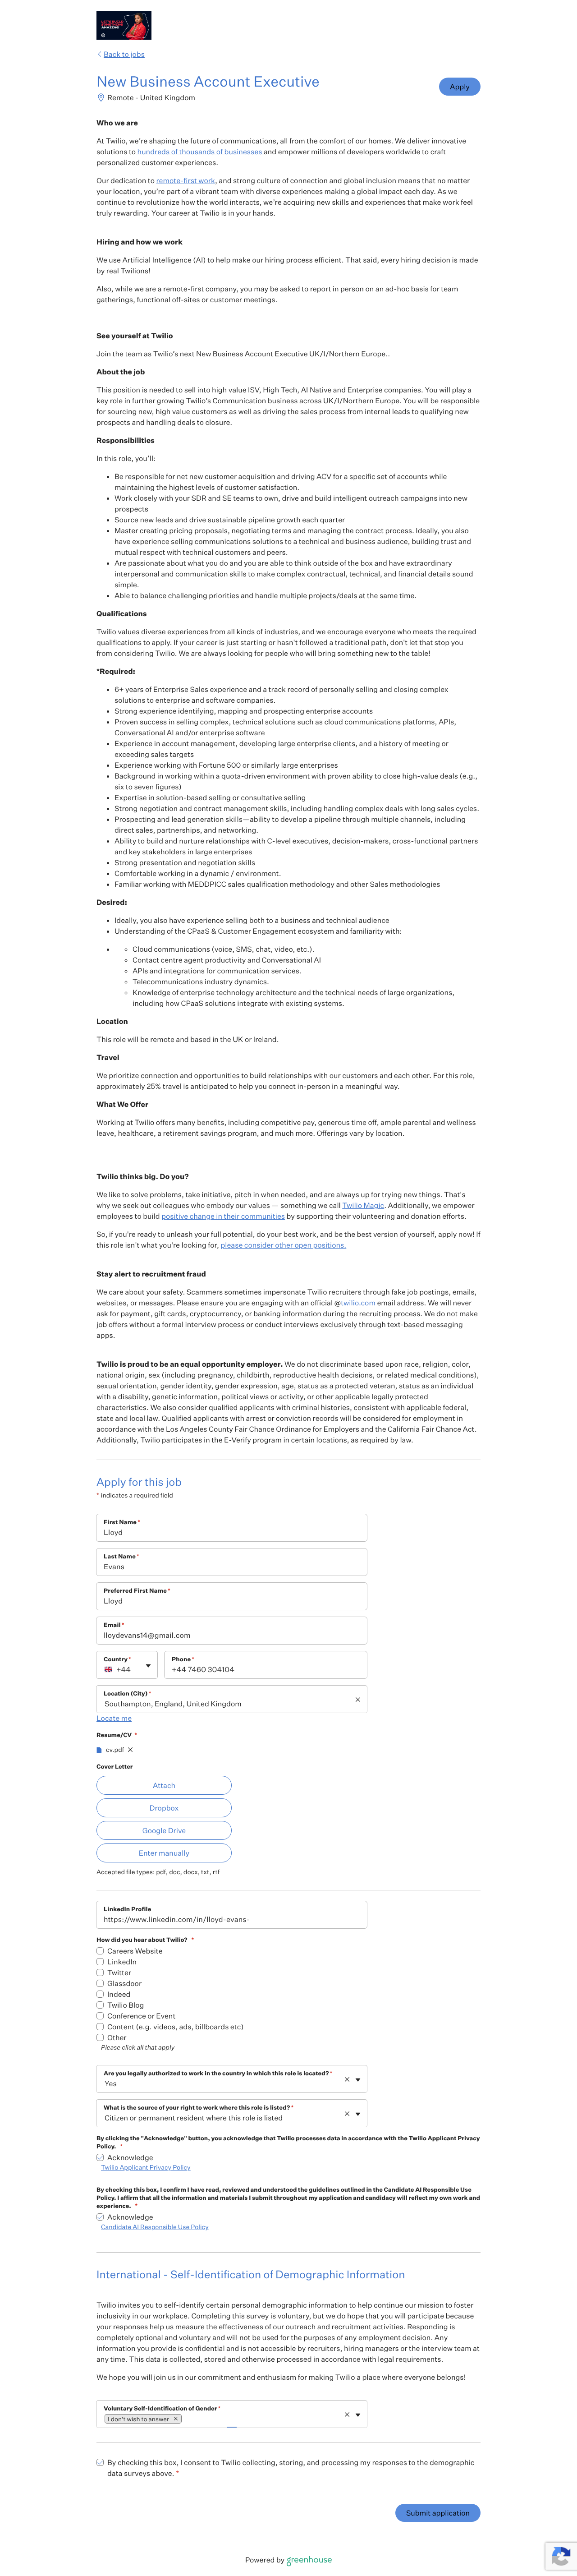 LET'S BUILD
SOMETHING
AMAZING
Back to jobs
New Business Account Executive
Apply
Remote - United Kingdom
Who we are
At Twilio, we're shaping the future of communications, all from the comfort of our homes. We deliver innovative
solutions to hundreds of thousands of businesses and empower millions of developers worldwide to craft
personalized customer experiences.
Our dedication to remote-first work, and strong culture of connection and global inclusion means that no matter
your location, you're part of a vibrant team with diverse experiences making a global impact each day. As we
continue to revolutionize how the world interacts, we're acquiring new skills and experiences that make work feel
truly rewarding. Your career at Twilio is in your hands.
Hiring and how we work
We use Artificial Intelligence (AI) to help make our hiring process efficient. That said, every hiring decision is made
by real Twilions!
Also, while we are a remote-first company, you may be asked to report in person on an ad-hoc basis for team
gatherings, functional off-sites or customer meetings.
See yourself at Twilio
Join the team as Twilio's next New Business Account Executive UK/I/Northern Europe..
About the job
This position is needed to sell into high value ISV, High Tech, AI Native and Enterprise companies. You will play a
key role in further growing Twilio's Communication business across UK/I/Northern Europe. You will be responsible
for sourcing new, high value customers as well as driving the sales process from internal leads to qualifying new
prospects and handling deals to closure.
Responsibilities
In this role, you'll:
• Be responsible for net new customer acquisition and driving ACV for a specific set of accounts while
maintaining the highest levels of customer satisfaction.
• Work closely with your SDR and SE teams to own, drive and build intelligent outreach campaigns into new
prospects
• Source new leads and drive sustainable pipeline growth each quarter
• Master creating pricing proposals, negotiating terms and managing the contract process. Ideally, you also
have experience selling communications solutions to a technical and business audience, building trust and
mutual respect with technical customers and peers.
• Are passionate about what you do and you are able to think outside of the box and have extraordinary
interpersonal and communication skills to make complex contractual, technical, and financial details sound
simple.
• Able to balance challenging priorities and handle multiple projects/deals at the same time.
Qualifications
Twilio values diverse experiences from all kinds of industries, and we encourage everyone who meets the required
qualifications to apply. If your career is just starting or hasn't followed a traditional path, don't let that stop you
from considering Twilio. We are always looking for people who will bring something new to the table!
*Required:
• 6+ years of Enterprise Sales experience and a track record of personally selling and closing complex
solutions to enterprise and software companies.
• Strong experience identifying, mapping and prospecting enterprise accounts
• Proven success in selling complex, technical solutions such as cloud communications platforms, APIs,
Conversational AI and/or enterprise software
• Experience in account management, developing large enterprise clients, and a history of meeting or
exceeding sales targets
• Experience working with Fortune 500 or similarly large enterprises
• Background in working within a quota-driven environment with proven ability to close high-value deals (e.g.,
six to seven figures)
• Expertise in solution-based selling or consultative selling
• Strong negotiation and contract management skills, including handling complex deals with long sales cycles.
• Prospecting and lead generation skills—ability to develop a pipeline through multiple channels, including
direct sales, partnerships, and networking.
• Ability to build and nurture relationships with C-level executives, decision-makers, cross-functional partners
and key stakeholders in large enterprises
• Strong presentation and negotiation skills
• Comfortable working in a dynamic / environment.
• Familiar working with MEDDPICC sales qualification methodology and other Sales methodologies
Desired:
• Ideally, you also have experience selling both to a business and technical audience
• Understanding of the CPaaS & Customer Engagement ecosystem and familiarity with:
• ○ Cloud communications (voice, SMS, chat, video, etc.).
○ Contact centre agent productivity and Conversational AI
○ APIs and integrations for communication services.
○ Telecommunications industry dynamics.
○ Knowledge of enterprise technology architecture and the technical needs of large organizations,
including how CPaaS solutions integrate with existing systems.
Location
This role will be remote and based in the UK or Ireland.
Travel
We prioritize connection and opportunities to build relationships with our customers and each other. For this role,
approximately 25% travel is anticipated to help you connect in-person in a meaningful way.
What We Offer
Working at Twilio offers many benefits, including competitive pay, generous time off, ample parental and wellness
leave, healthcare, a retirement savings program, and much more. Offerings vary by location.
Twilio thinks big. Do you?
We like to solve problems, take initiative, pitch in when needed, and are always up for trying new things. That's
why we seek out colleagues who embody our values — something we call Twilio Magic. Additionally, we empower
employees to build positive change in their communities by supporting their volunteering and donation efforts.
So, if you're ready to unleash your full potential, do your best work, and be the best version of yourself, apply now! If
this role isn't what you're looking for, please consider other open positions.
Stay alert to recruitment fraud
We care about your safety. Scammers sometimes impersonate Twilio recruiters through fake job postings, emails,
websites, or messages. Please ensure you are engaging with an official @twilio.com email address. We will never
ask for payment, gift cards, cryptocurrency, or banking information during the recruiting process. We do not make
job offers without a formal interview process or conduct interviews exclusively through text-based messaging
apps.
Twilio is proud to be an equal opportunity employer. We do not discriminate based upon race, religion, color,
national origin, sex (including pregnancy, childbirth, reproductive health decisions, or related medical conditions),
sexual orientation, gender identity, gender expression, age, status as a protected veteran, status as an individual
with a disability, genetic information, political views or activity, or other applicable legally protected
characteristics. We also consider qualified applicants with criminal histories, consistent with applicable federal,
state and local law. Qualified applicants with arrest or conviction records will be considered for employment in
accordance with the Los Angeles County Fair Chance Ordinance for Employers and the California Fair Chance Act.
Additionally, Twilio participates in the E-Verify program in certain locations, as required by law.
Apply for this job
* indicates a required field
First Name*
Lloyd
Last Name*
Evans
Preferred First Name*
Lloyd
Email*
lloydevans14@gmail.com
Country* Phone*
+44 +44 7460 304104
Location (City)*
Southampton, England, United Kingdom
Locate me
Resume/CV *
cv.pdf
Cover Letter
Attach
Dropbox
Google Drive
Enter manually
Accepted file types: pdf, doc, docx, txt, rtf
LinkedIn Profile
https://www.linkedin.com/in/lloyd-evans-
How did you hear about Twilio? *
Careers Website
LinkedIn
Twitter
Glassdoor
Indeed
Twilio Blog
Conference or Event
Content (e.g. videos, ads, billboards etc)
Other
Please click all that apply
Are you legally authorized to work in the country in which this role is located?*
Yes
What is the source of your right to work where this role is listed?*
Citizen or permanent resident where this role is listed
By clicking the "Acknowledge" button, you acknowledge that Twilio processes data in accordance with the Twilio Applicant Privacy
Policy. *
Acknowledge
Twilio Applicant Privacy Policy
By checking this box, I confirm I have read, reviewed and understood the guidelines outlined in the Candidate AI Responsible Use
Policy. I affirm that all the information and materials I submit throughout my application and candidacy will reflect my own work and
experience. *
Acknowledge
Candidate AI Responsible Use Policy
International - Self-Identification of Demographic Information
Twilio invites you to self-identify certain personal demographic information to help continue our mission to foster
inclusivity in our workplace. Completing this survey is voluntary, but we do hope that you will participate because
your responses help us measure the effectiveness of our outreach and recruitment activities. Responding is
completely optional and voluntary and will not be used for the purposes of any employment decision. Any
information you provide is confidential and is not accessible by recruiters, hiring managers or the interview team at
any time. This data is collected, stored and otherwise processed in accordance with legal requirements.
We hope you will join us in our commitment and enthusiasm for making Twilio a place where everyone belongs!
Voluntary Self-Identification of Gender*
I don't wish to answer
By checking this box, I consent to Twilio collecting, storing, and processing my responses to the demographic
data surveys above. *
Submit application
Powered by greenhouse